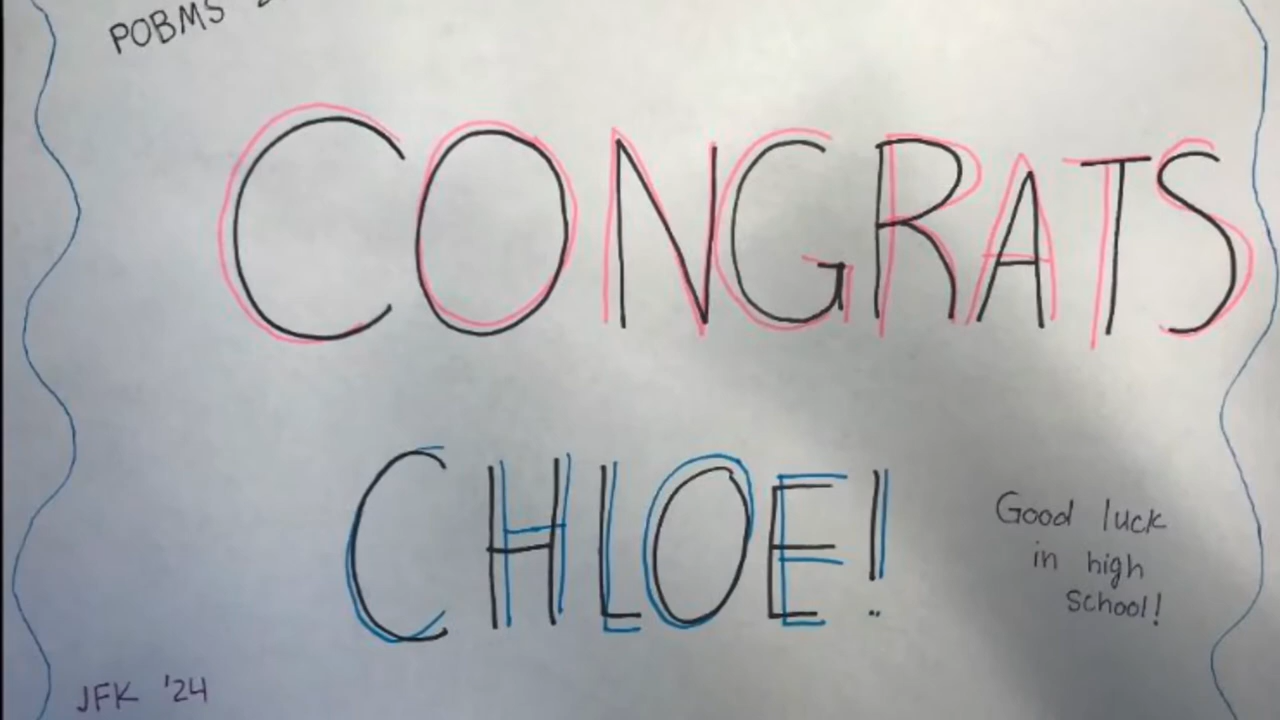 POBMS
CONGRATS
CHLOE!
Good luck
in high
school!
JFK '24